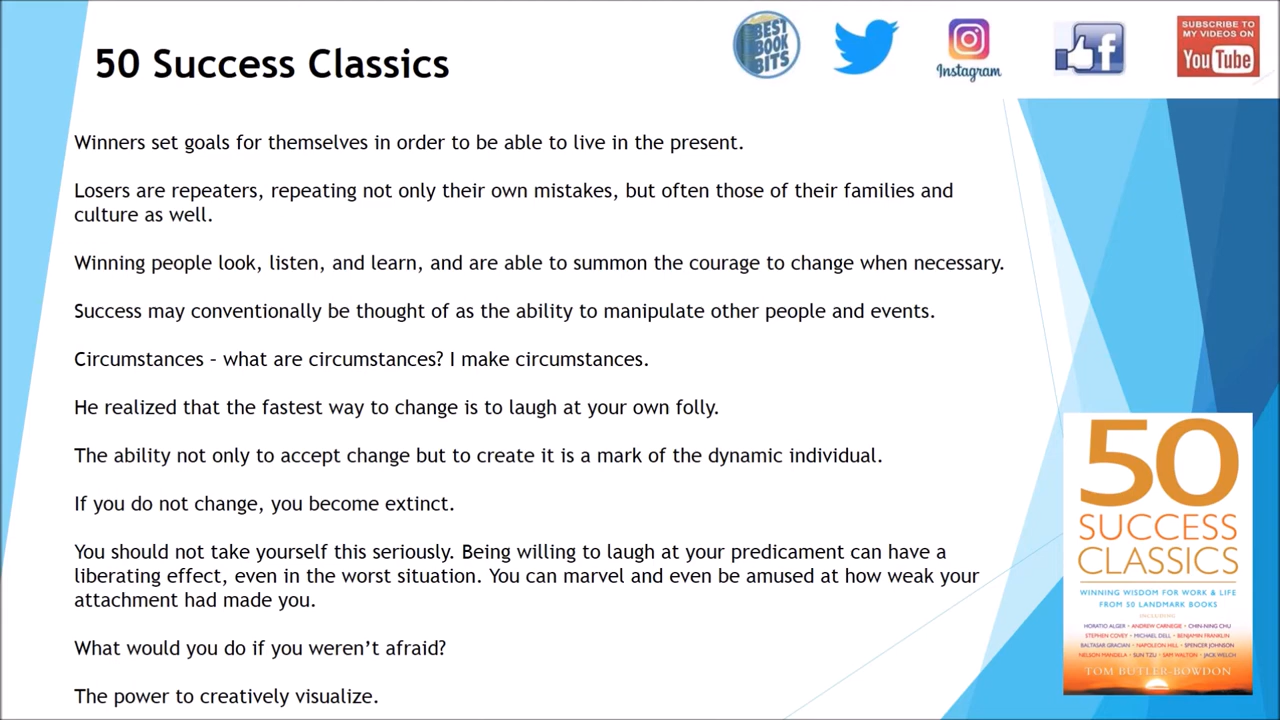 50 Success Classics
BEST
BOOK
BITS
Instagram
f
SUBSCRIBE TO
MY VIDEOS ON
YouTube
Winners set goals for themselves in order to be able to live in the present.
Losers are repeaters, repeating not only their own mistakes, but often those of their families and
culture as well.
Winning people look, listen, and learn, and are able to summon the courage to change when necessary.
Success may conventionally be thought of as the ability to manipulate other people and events.
Circumstances – what are circumstances? I make circumstances.
He realized that the fastest way to change is to laugh at your own folly.
The ability not only to accept change but to create it is a mark of the dynamic individual.
If you do not change, you become extinct.
You should not take yourself this seriously. Being willing to laugh at your predicament can have a
liberating effect, even in the worst situation. You can marvel and even be amused at how weak your
attachment had made you.
What would you do if you weren’t afraid?
The power to creatively visualize.
50
SUCCESS
CLASSICS
WINNING WISDOM FOR WORK & LIFE
FROM 50 LANDMARK BOOKS
INCLUDING
HORATIO ALGER • ANDREW CARNEGIE • CHIN-NING CHU
STEPHEN COVEY • MICHAEL DELL • BENJAMIN FRANKLIN
BALTASAR GRACIAN • NAPOLEON HILL • SPENCER JOHNSON
NELSON MANDELA • SUN TZU • SAM WALTON • JACK WELCH
TOM BUTLER-BOWDON